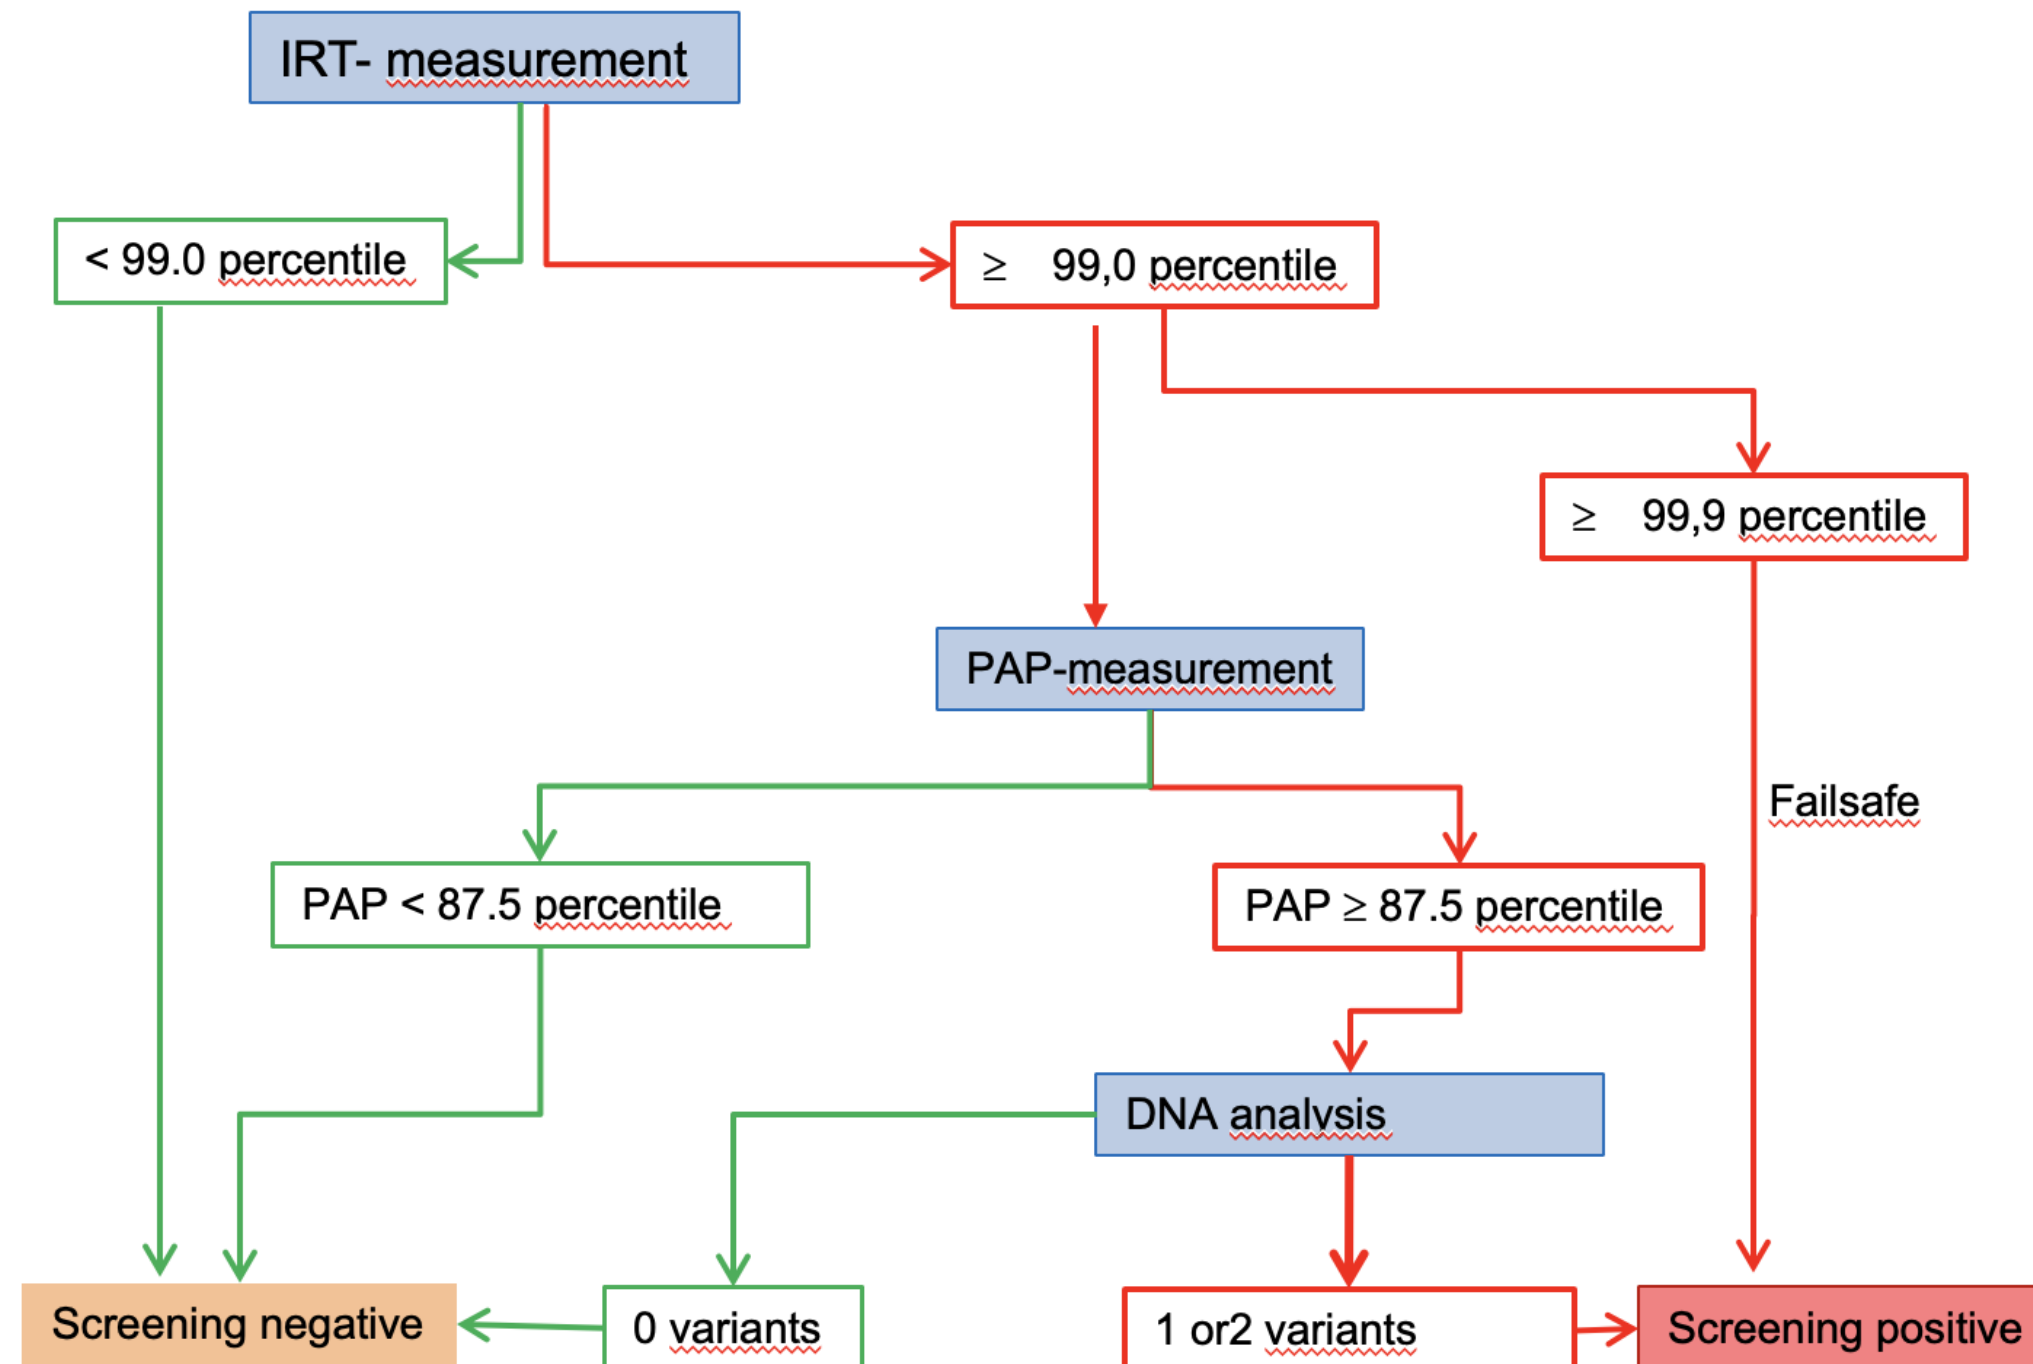 IRT- measurement
< 99.0 percentile
≥ 99,0 percentile
≥ 99,9 percentile
PAP-measurement
Failsafe
PAP < 87.5 percentile
PAP ≥ 87.5 percentile
DNA analysis
Screening negative
0 variants
1 or2 variants
Screening positive